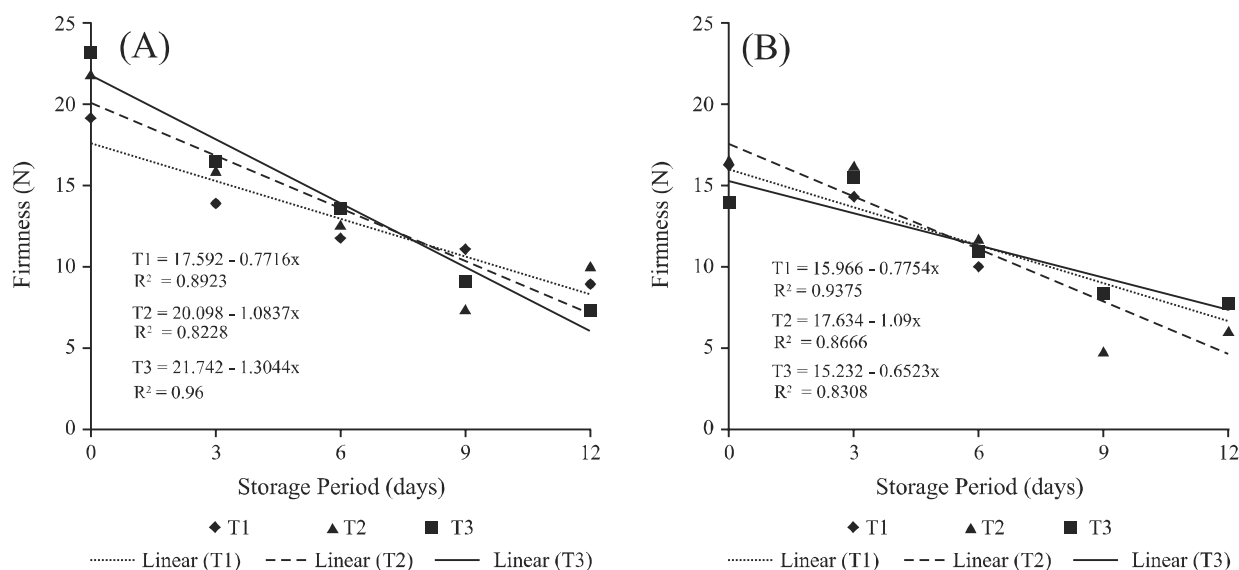 (A)
25
20
15
10
5
0
Firmness (N)
T1 = 17.592 - 0.7716x
R² = 0.8923
T2 = 20.098 - 1.0837x
R² = 0.8228
T3 = 21.742 - 1.3044x
R² = 0.96
0 3 6 9 12
Storage Period (days)
T1 T2 T3
Linear (T1) Linear (T2) Linear (T3)
(B)
25
20
15
10
5
0
Firmness (N)
T1 = 15.966 - 0.7754x
R² = 0.9375
T2 = 17.634 - 1.09x
R² = 0.8666
T3 = 15.232 - 0.6523x
R² = 0.8308
0 3 6 9 12
Storage Period (days)
T1 T2 T3
Linear (T1) Linear (T2) Linear (T3)